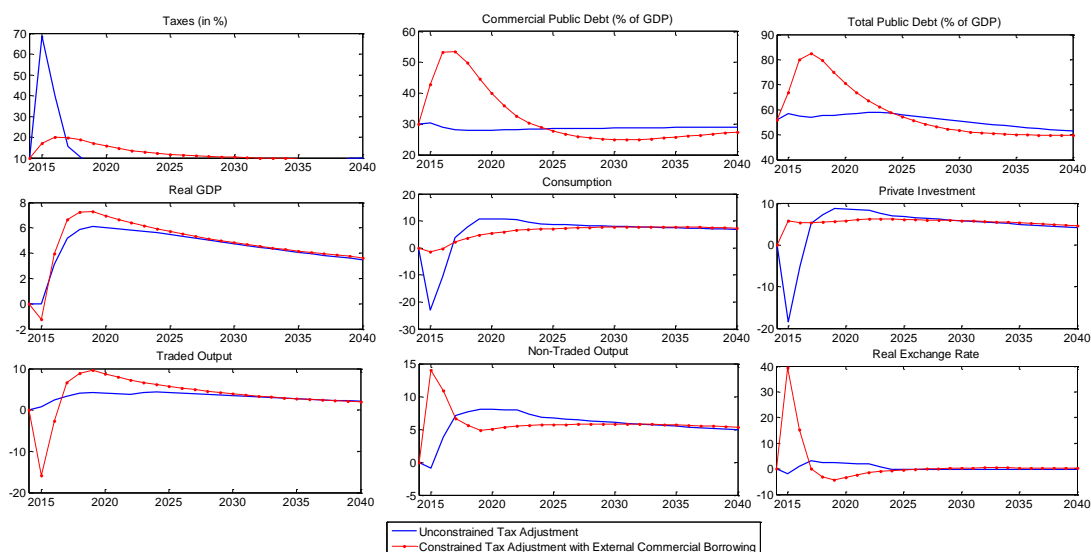 Taxes (in %)
70
60
50
40
30
20
10
2015 2020 2025 2030 2035 2040
Commercial Public Debt (% of GDP)
60
50
40
30
20
2015 2020 2025 2030 2035 2040
Total Public Debt (% of GDP)
90
80
70
60
50
40
2015 2020 2025 2030 2035 2040
Real GDP
8
6
4
2
0
-2
2015 2020 2025 2030 2035 2040
Consumption
20
10
0
-10
-20
-30
2015 2020 2025 2030 2035 2040
Private Investment
10
0
-10
-20
2015 2020 2025 2030 2035 2040
Traded Output
10
0
-10
-20
2015 2020 2025 2030 2035 2040
Non-Traded Output
15
10
5
0
-5
2015 2020 2025 2030 2035 2040
Real Exchange Rate
40
30
20
10
0
-10
2015 2020 2025 2030 2035 2040
Unconstrained Tax Adjustment
Constrained Tax Adjustment with External Commercial Borrowing